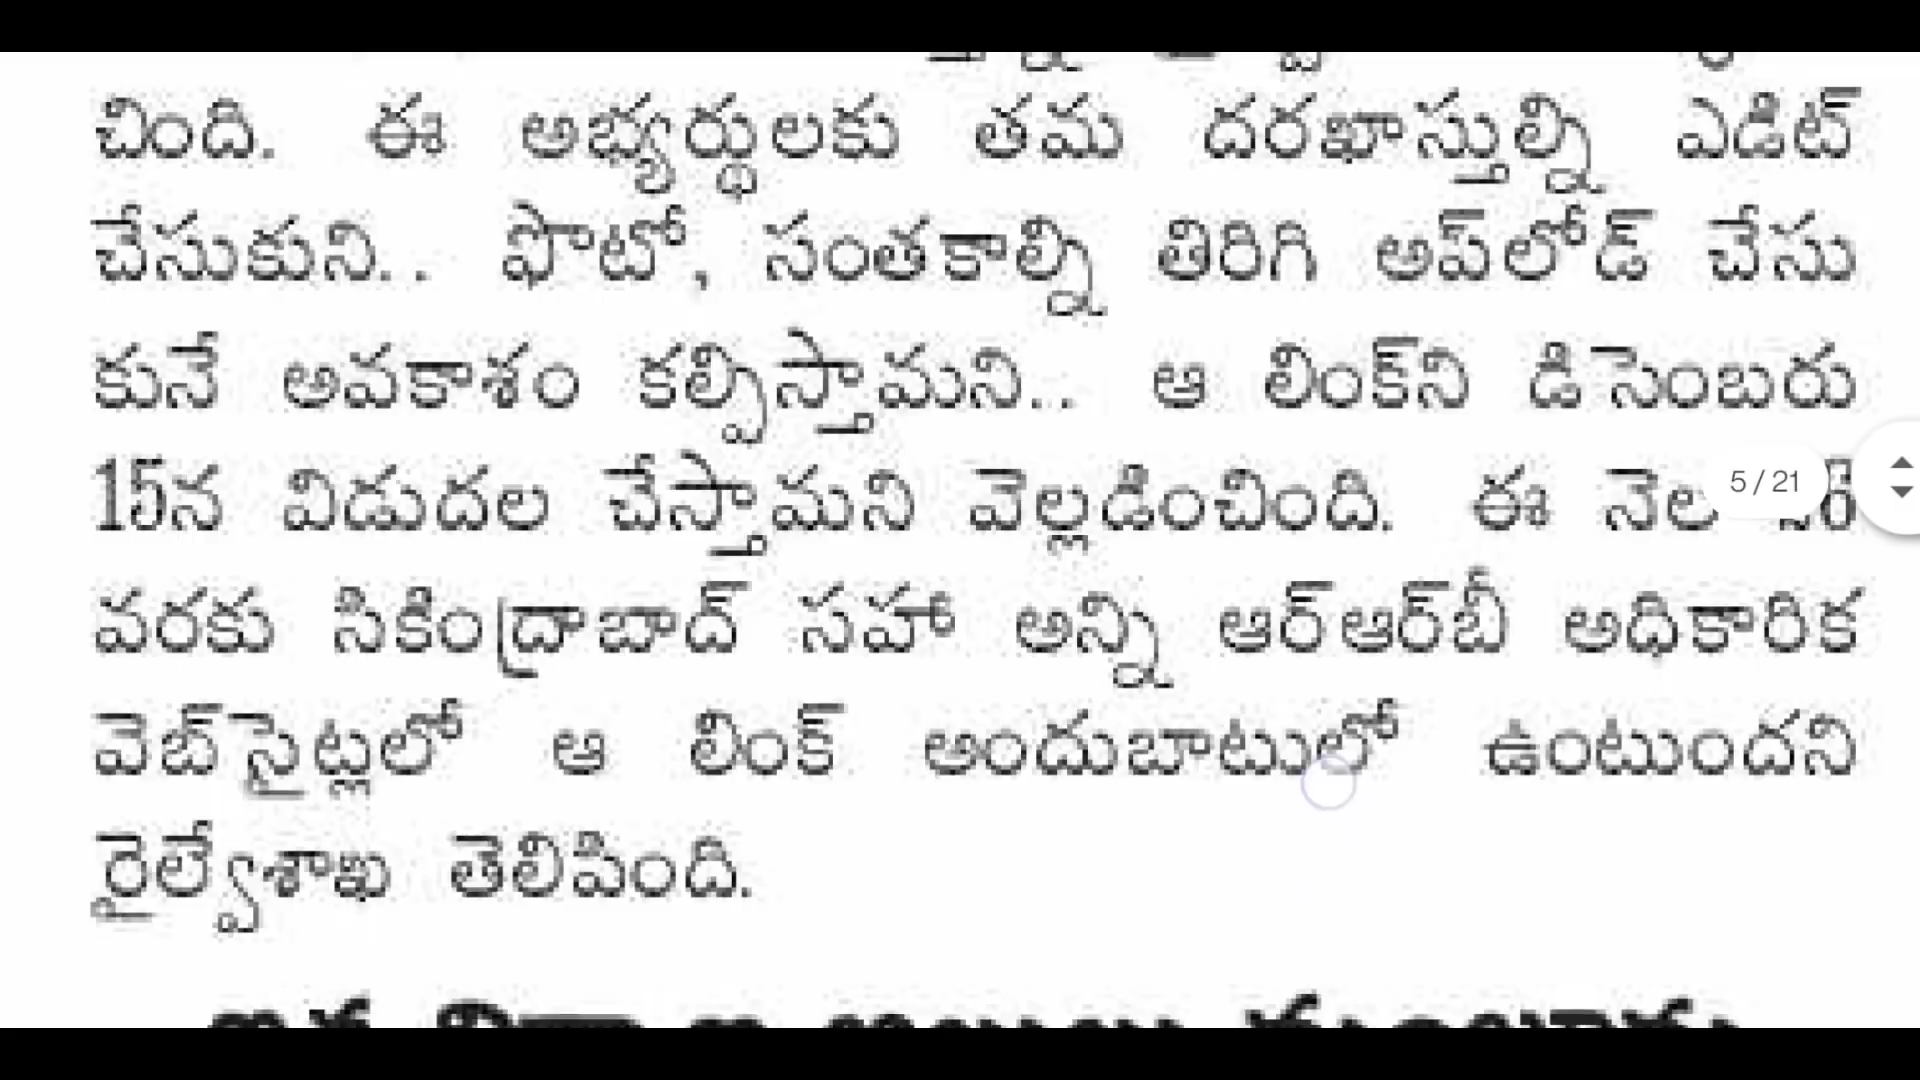 చింది. ఈ అభ్యర్థులకు తమ దరఖాస్తుల్ని ఎడిట్
చేసుకుని.. ఫొటో, సంతకాల్ని తిరిగి అప్‌లోడ్ చేసు
కునే అవకాశం కల్పిస్తామని.. ఆ లింక్‌ని డిసెంబరు
15న విడుదల చేస్తామని వెల్లడించింది. ఈ నెల
5/21
వరకు సికింద్రాబాద్ సహా అన్ని ఆర్ఆర్‌బీ అధికారిక
వెబ్‌సైట్లలో ఆ లింక్ అందుబాటులో ఉంటుందని
రైల్వేశాఖ తెలిపింది.